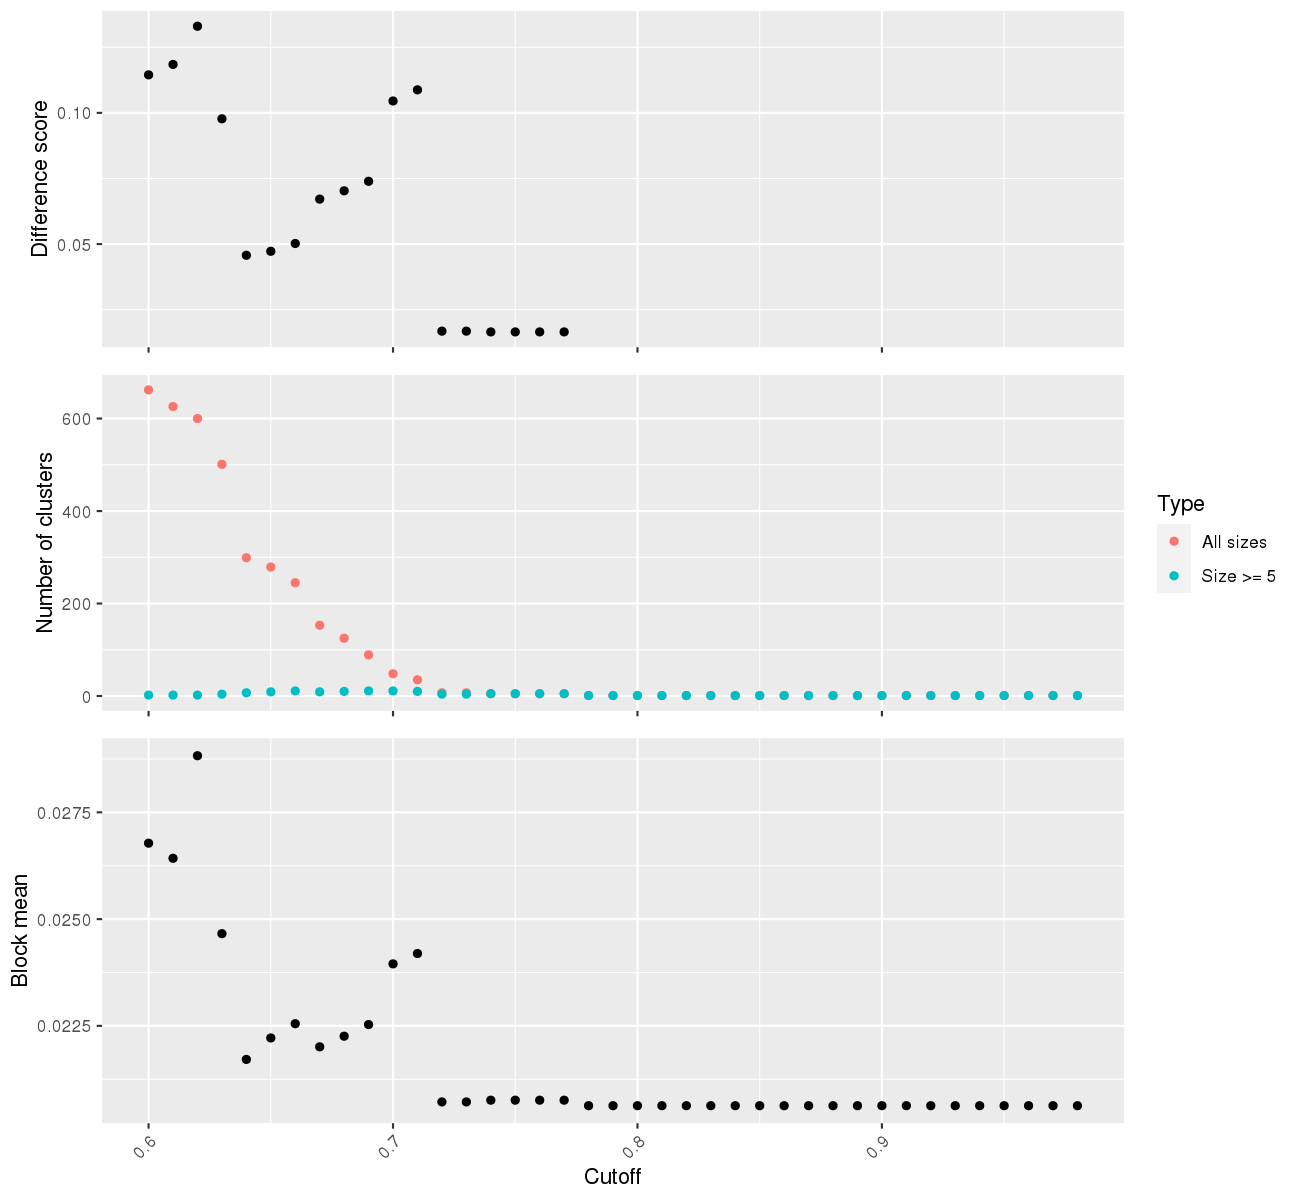 Difference score
0.10
0.05
Number of clusters
600
400
200
0
Type
All sizes
Size >= 5
Block mean
0.0275
0.0250
0.0225
0.6
0.7
0.8
0.9
Cutoff